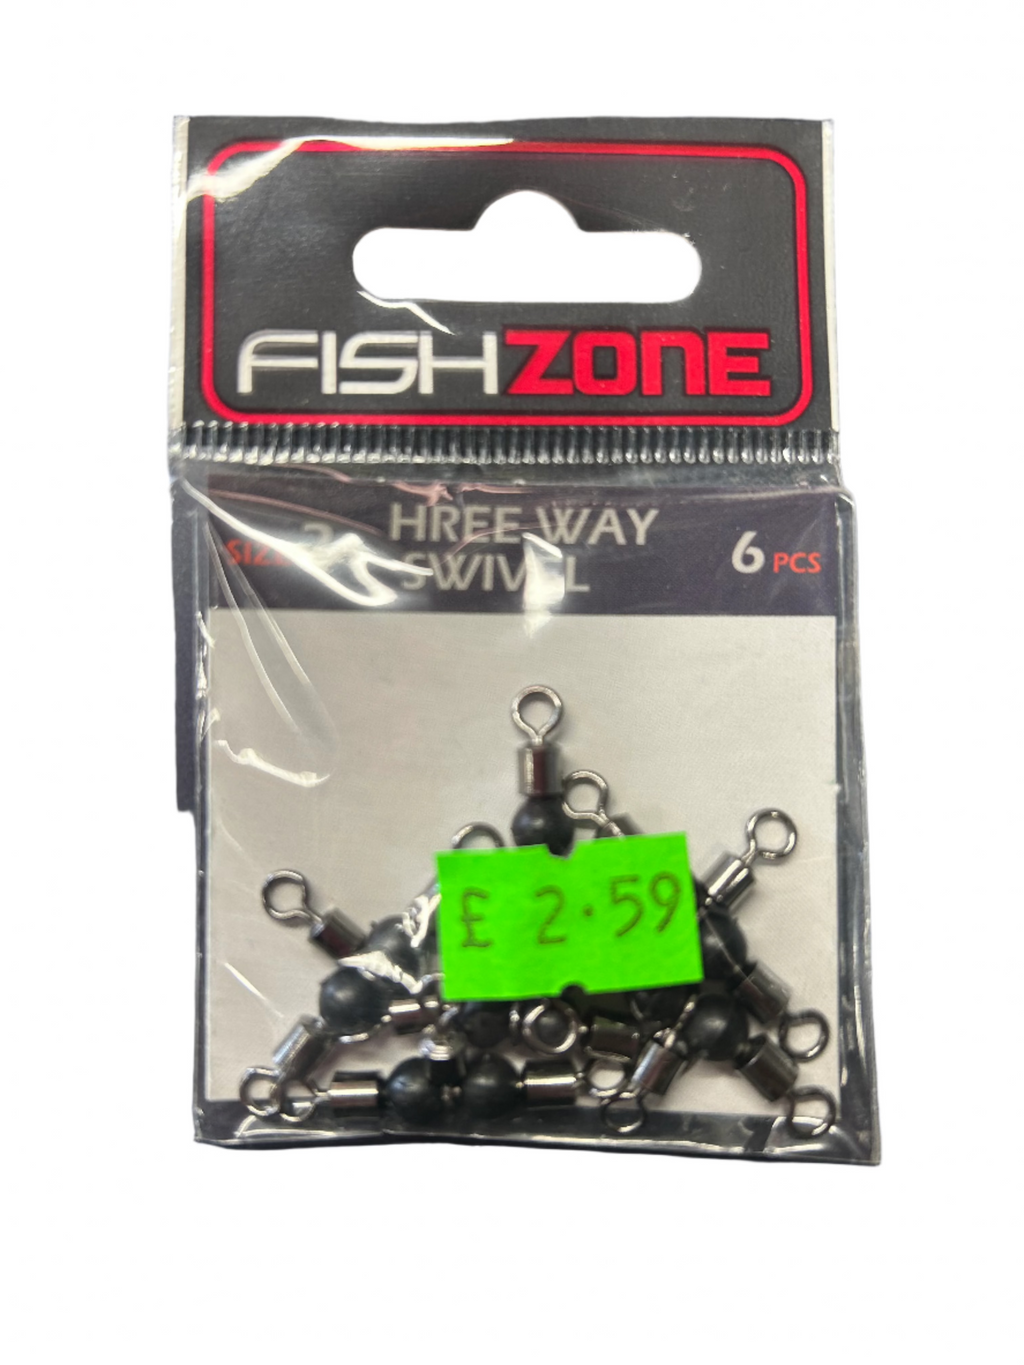 FISHZONE
HREE WAY
SWIVEL
6 PCS
£ 2.59